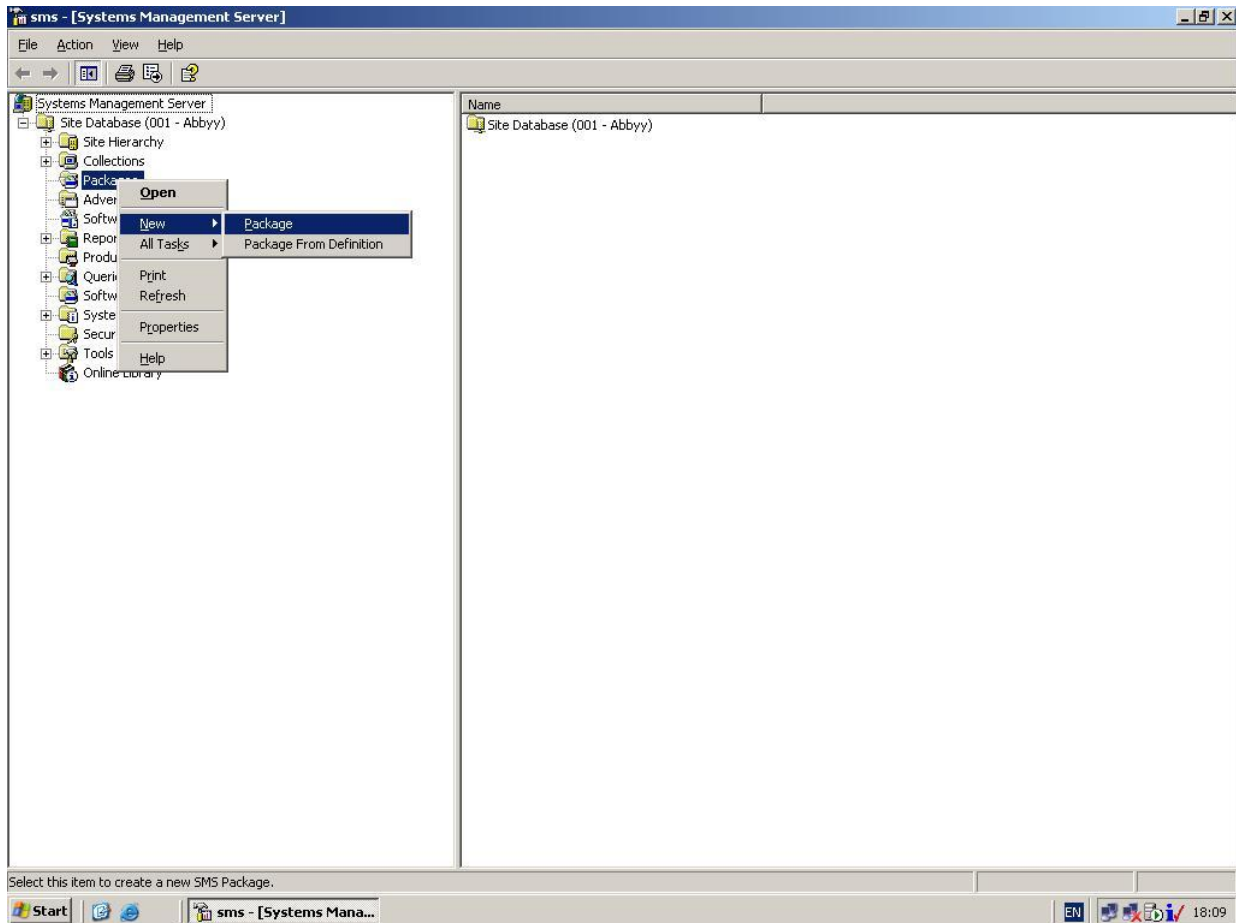 sms - [Systems Management Server]
File Action View Help
Systems Management Server
Site Database (001 - Abbyy)
Site Hierarchy
Collections
Packages
Adver
Softw
Repor
Produ
Queri
Softw
Syste
Secur
Tools
Online Library
Open
New
All Tasks
Print
Refresh
Properties
Help
Package
Package From Definition
Name
Site Database (001 - Abbyy)
Select this item to create a new SMS Package.
Start
sms - [Systems Mana...
EN
18:09